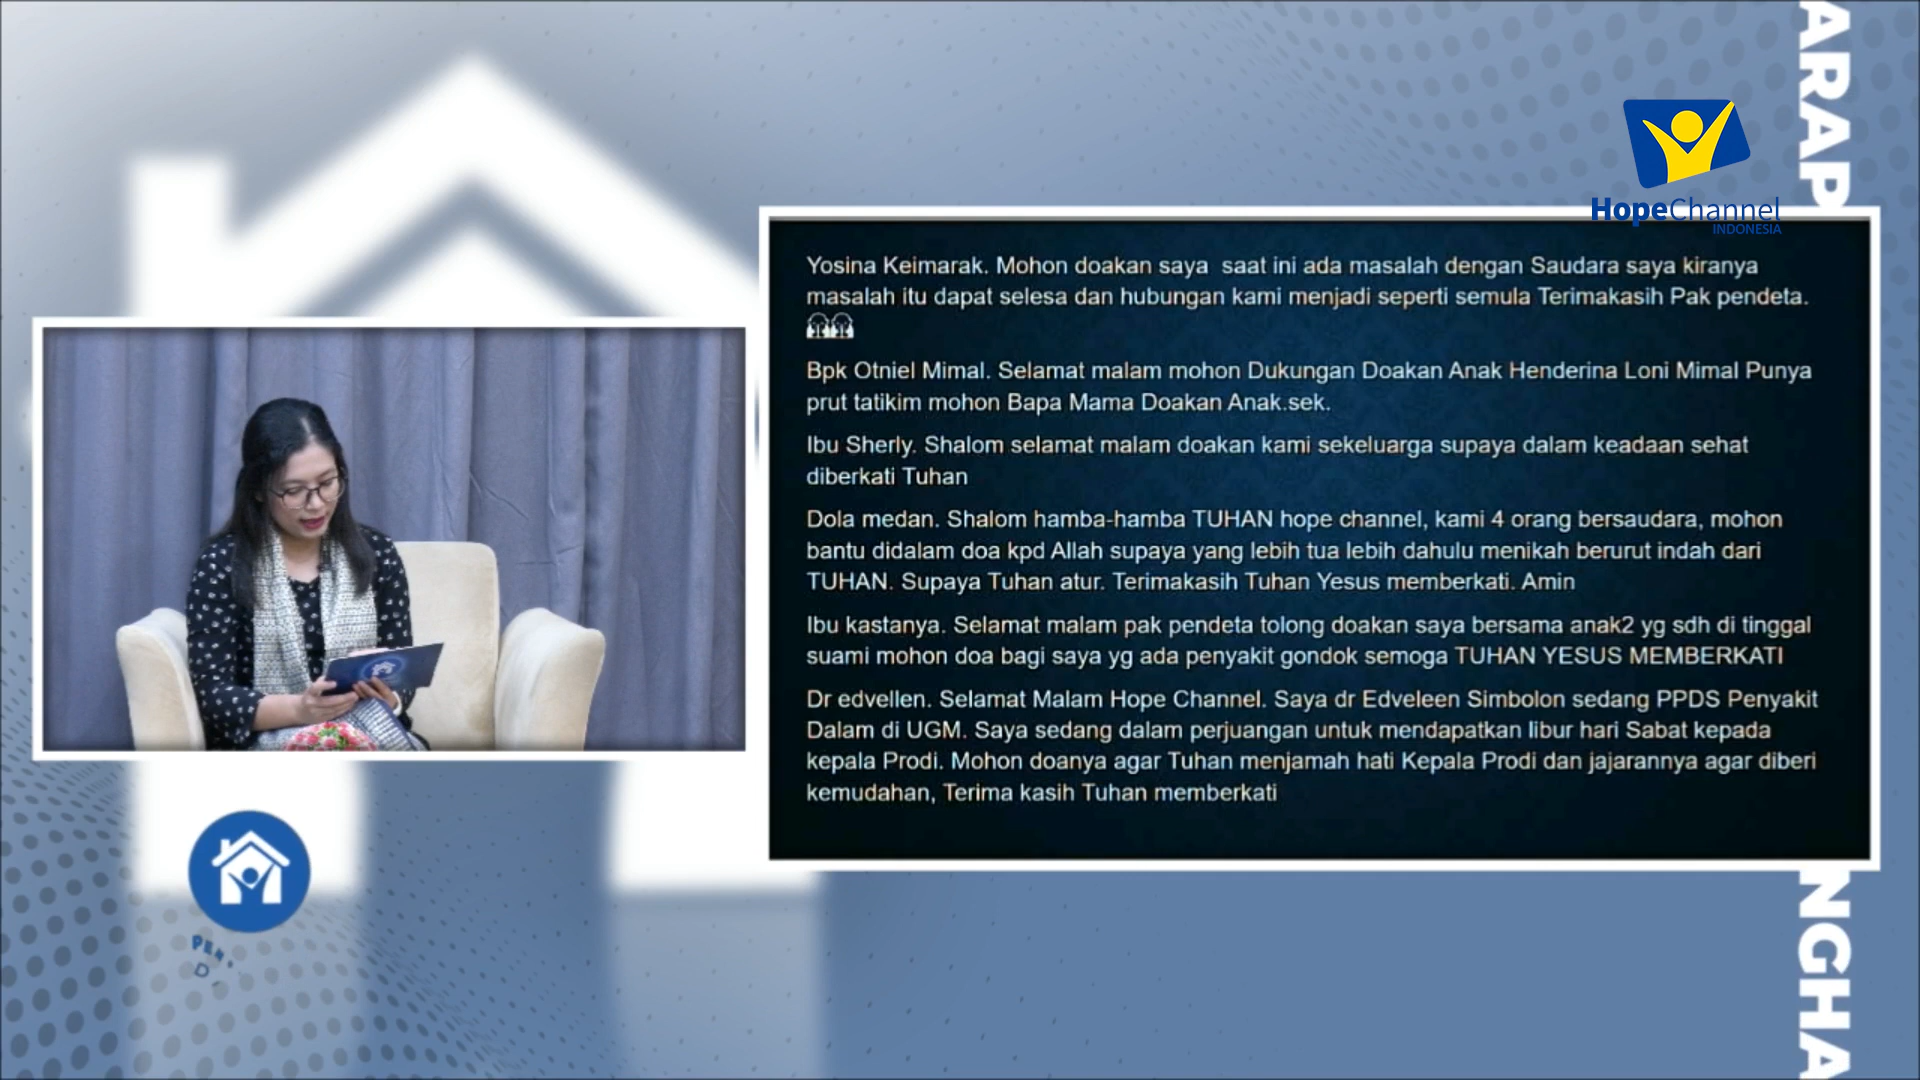 ARAP
HopeChannel
INDONESIA
Yosina Keimarak. Mohon doakan saya saat ini ada masalah dengan Saudara saya kiranya
masalah itu dapat selesa dan hubungan kami menjadi seperti semula Terimakasih Pak pendeta.
Bpk Otniel Mimal. Selamat malam mohon Dukungan Doakan Anak Henderina Loni Mimal Punya
prut tatikim mohon Bapa Mama Doakan Anak.sek.
Ibu Sherly. Shalom selamat malam doakan kami sekeluarga supaya dalam keadaan sehat
diberkati Tuhan
Dola medan. Shalom hamba-hamba TUHAN hope channel, kami 4 orang bersaudara, mohon
bantu didalam doa kpd Allah supaya yang lebih tua lebih dahulu menikah berurut indah dari
TUHAN. Supaya Tuhan atur. Terimakasih Tuhan Yesus memberkati. Amin
Ibu kastanya. Selamat malam pak pendeta tolong doakan saya bersama anak2 yg sdh di tinggal
suami mohon doa bagi saya yg ada penyakit gondok semoga TUHAN YESUS MEMBERKATI
Dr edvellen. Selamat Malam Hope Channel. Saya dr Edveleen Simbolon sedang PPDS Penyakit
Dalam di UGM. Saya sedang dalam perjuangan untuk mendapatkan libur hari Sabat kepada
kepala Prodi. Mohon doanya agar Tuhan menjamah hati Kepala Prodi dan jajarannya agar diberi
kemudahan, Terima kasih Tuhan memberkati
PEN
D
NGHA